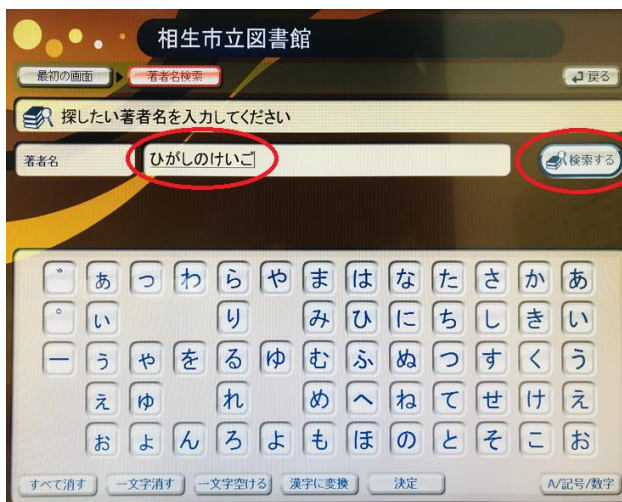 相生市立図書館
最初の画面 著者名検索 戻る
探したい著者名を入力してください
著者名 ひがしのけいご 検索する
゛ ぁ っ わ ら や ま は な た さ か あ
゜ ぃ り み ひ に ち し き い
ー ぅ ゃ を る ゆ む ふ ぬ つ す く う
ぇ ゅ れ め へ ね て せ け え
ぉ ょ ん ろ よ も ほ の と そ こ お
すべて消す 一文字消す 一文字空ける 漢字に変換 決定 A/記号/数字